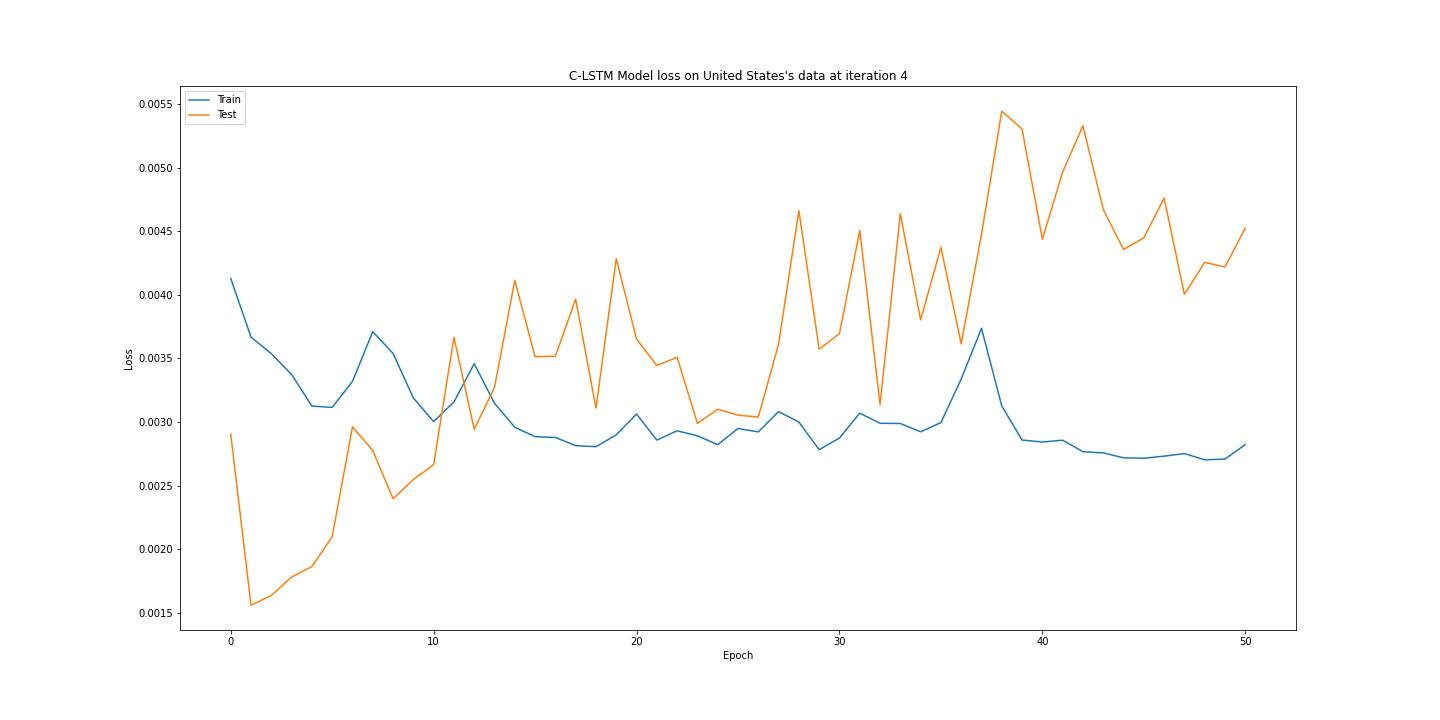 C-LSTM Model loss on United States's data at iteration 4
Train
Test
0.0055
0.0050
0.0045
0.0040
0.0035
0.0030
0.0025
0.0020
0.0015
Loss
0 10 20 30 40 50
Epoch